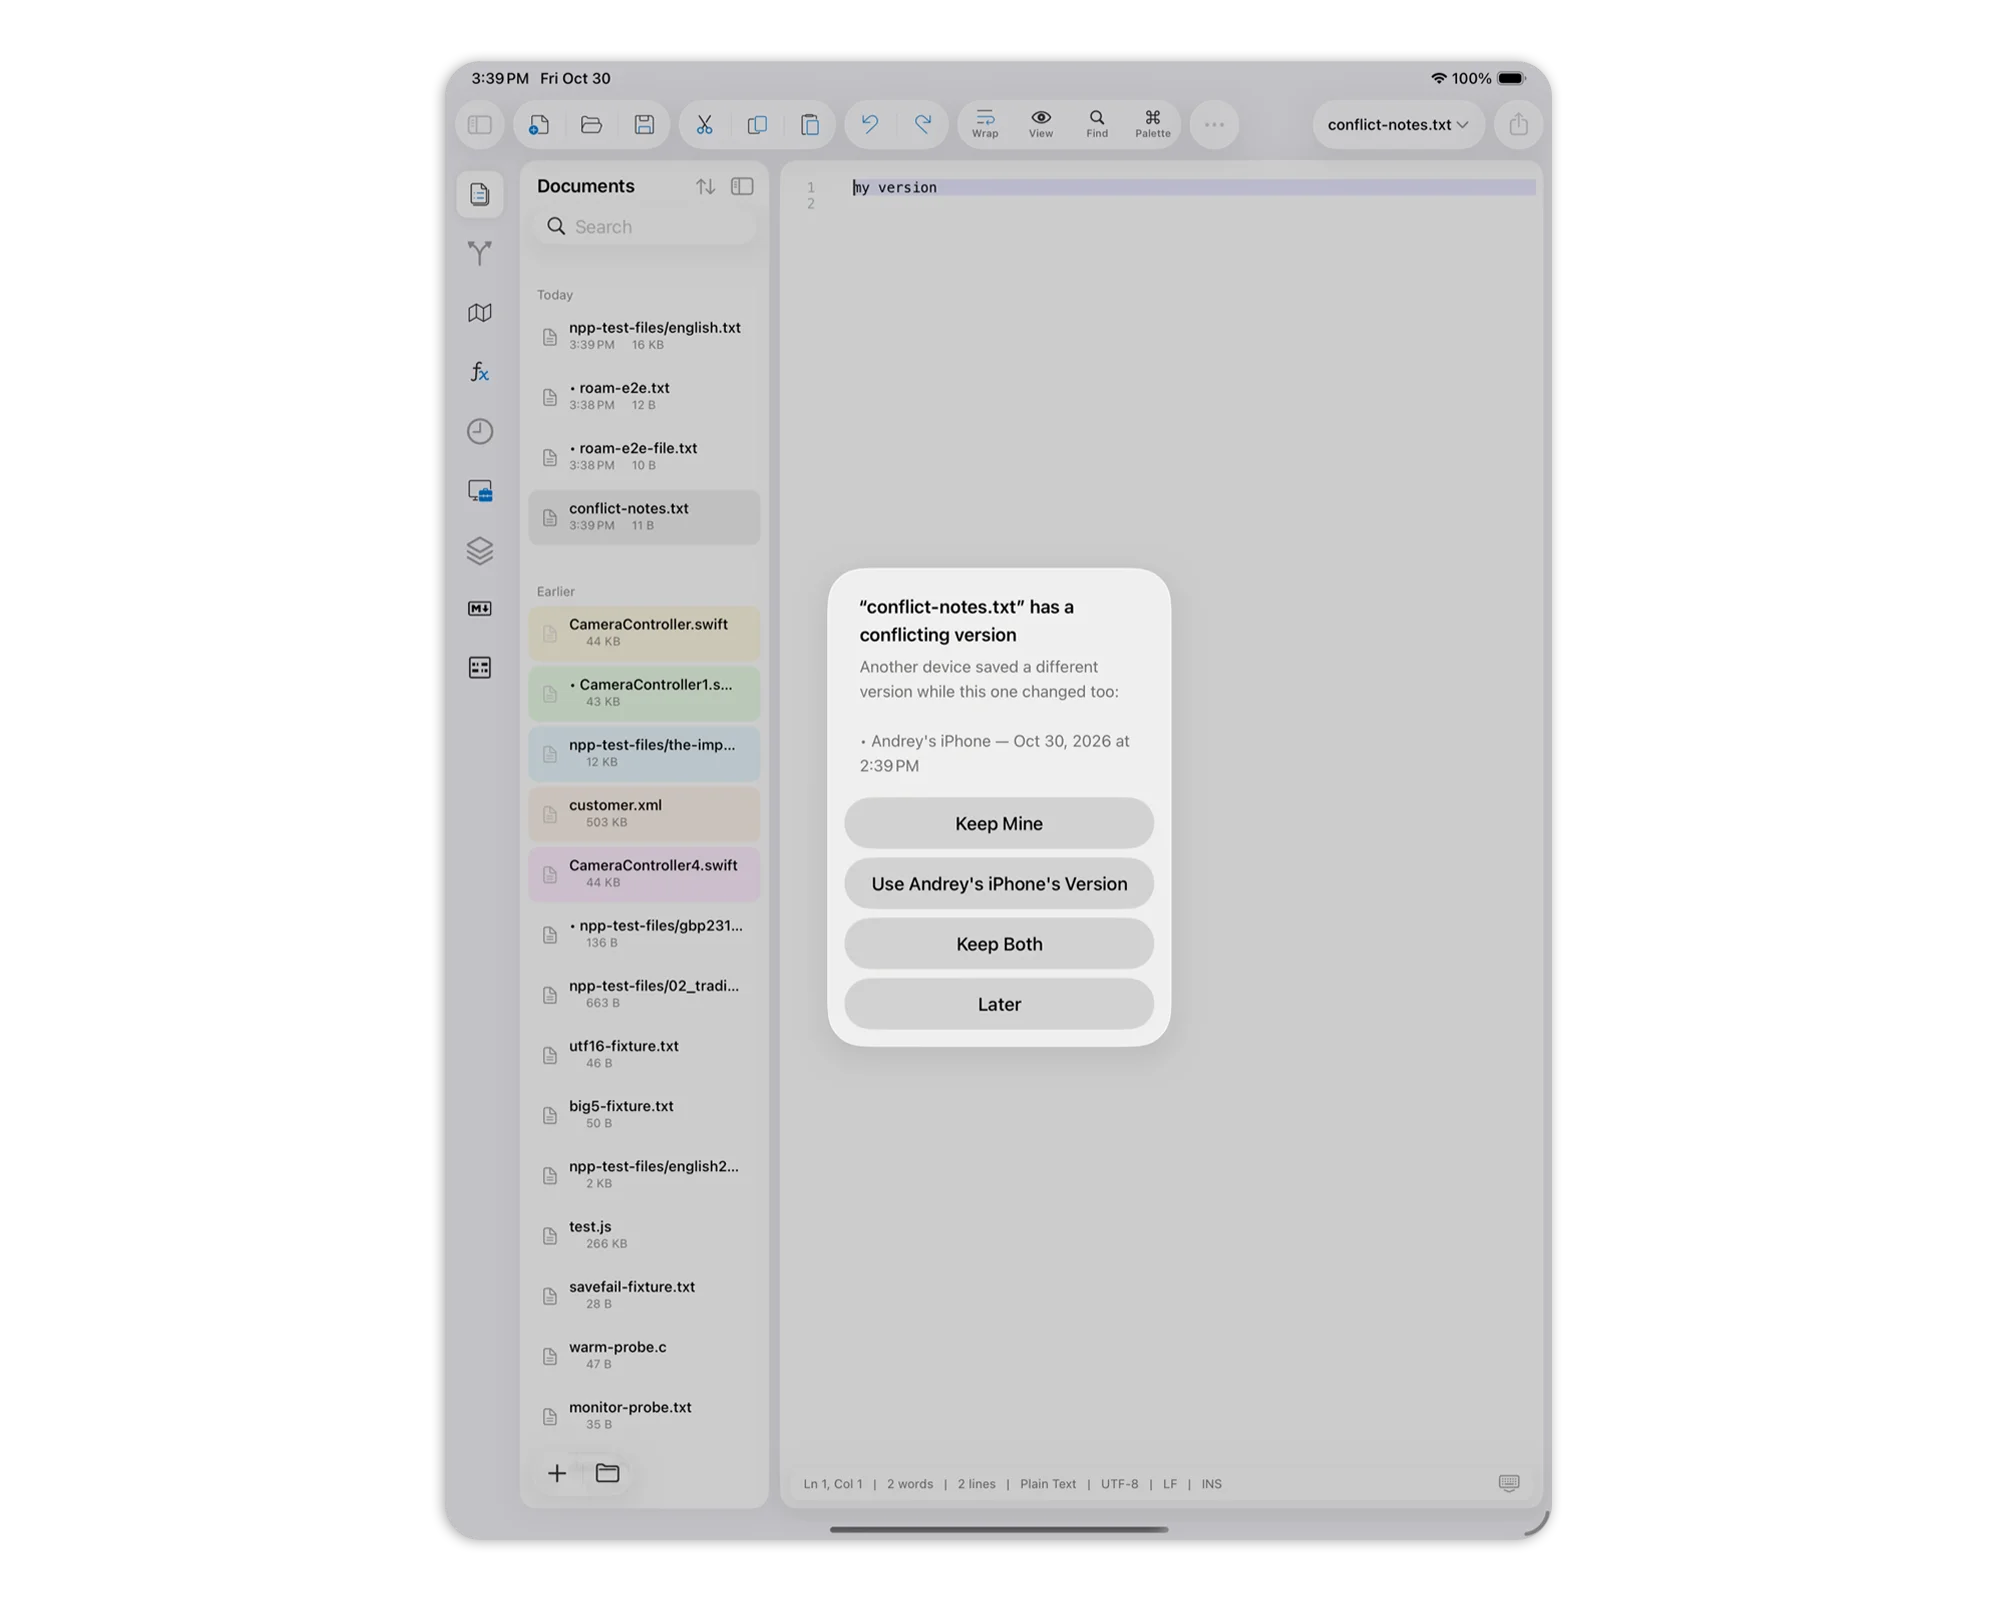 3:39 PM Fri Oct 30
100%
Wrap
View
Find
Palette
conflict-notes.txt
Documents
Search
Today
npp-test-files/english.txt
3:39 PM 16 KB
• roam-e2e.txt
3:38 PM 12 B
• roam-e2e-file.txt
3:38 PM 10 B
conflict-notes.txt
3:39 PM 11 B
Earlier
CameraController.swift
44 KB
• CameraController1.s...
43 KB
npp-test-files/the-imp...
12 KB
customer.xml
503 KB
CameraController4.swift
44 KB
• npp-test-files/gbp231...
136 B
npp-test-files/02_tradi...
663 B
utf16-fixture.txt
46 B
big5-fixture.txt
50 B
npp-test-files/english2...
2 KB
test.js
266 KB
savefail-fixture.txt
28 B
warm-probe.c
47 B
monitor-probe.txt
35 B
1 my version
2
“conflict-notes.txt” has a
conflicting version
Another device saved a different
version while this one changed too:
• Andrey's iPhone — Oct 30, 2026 at
2:39 PM
Keep Mine
Use Andrey's iPhone's Version
Keep Both
Later
Ln 1, Col 1 | 2 words | 2 lines | Plain Text | UTF-8 | LF | INS